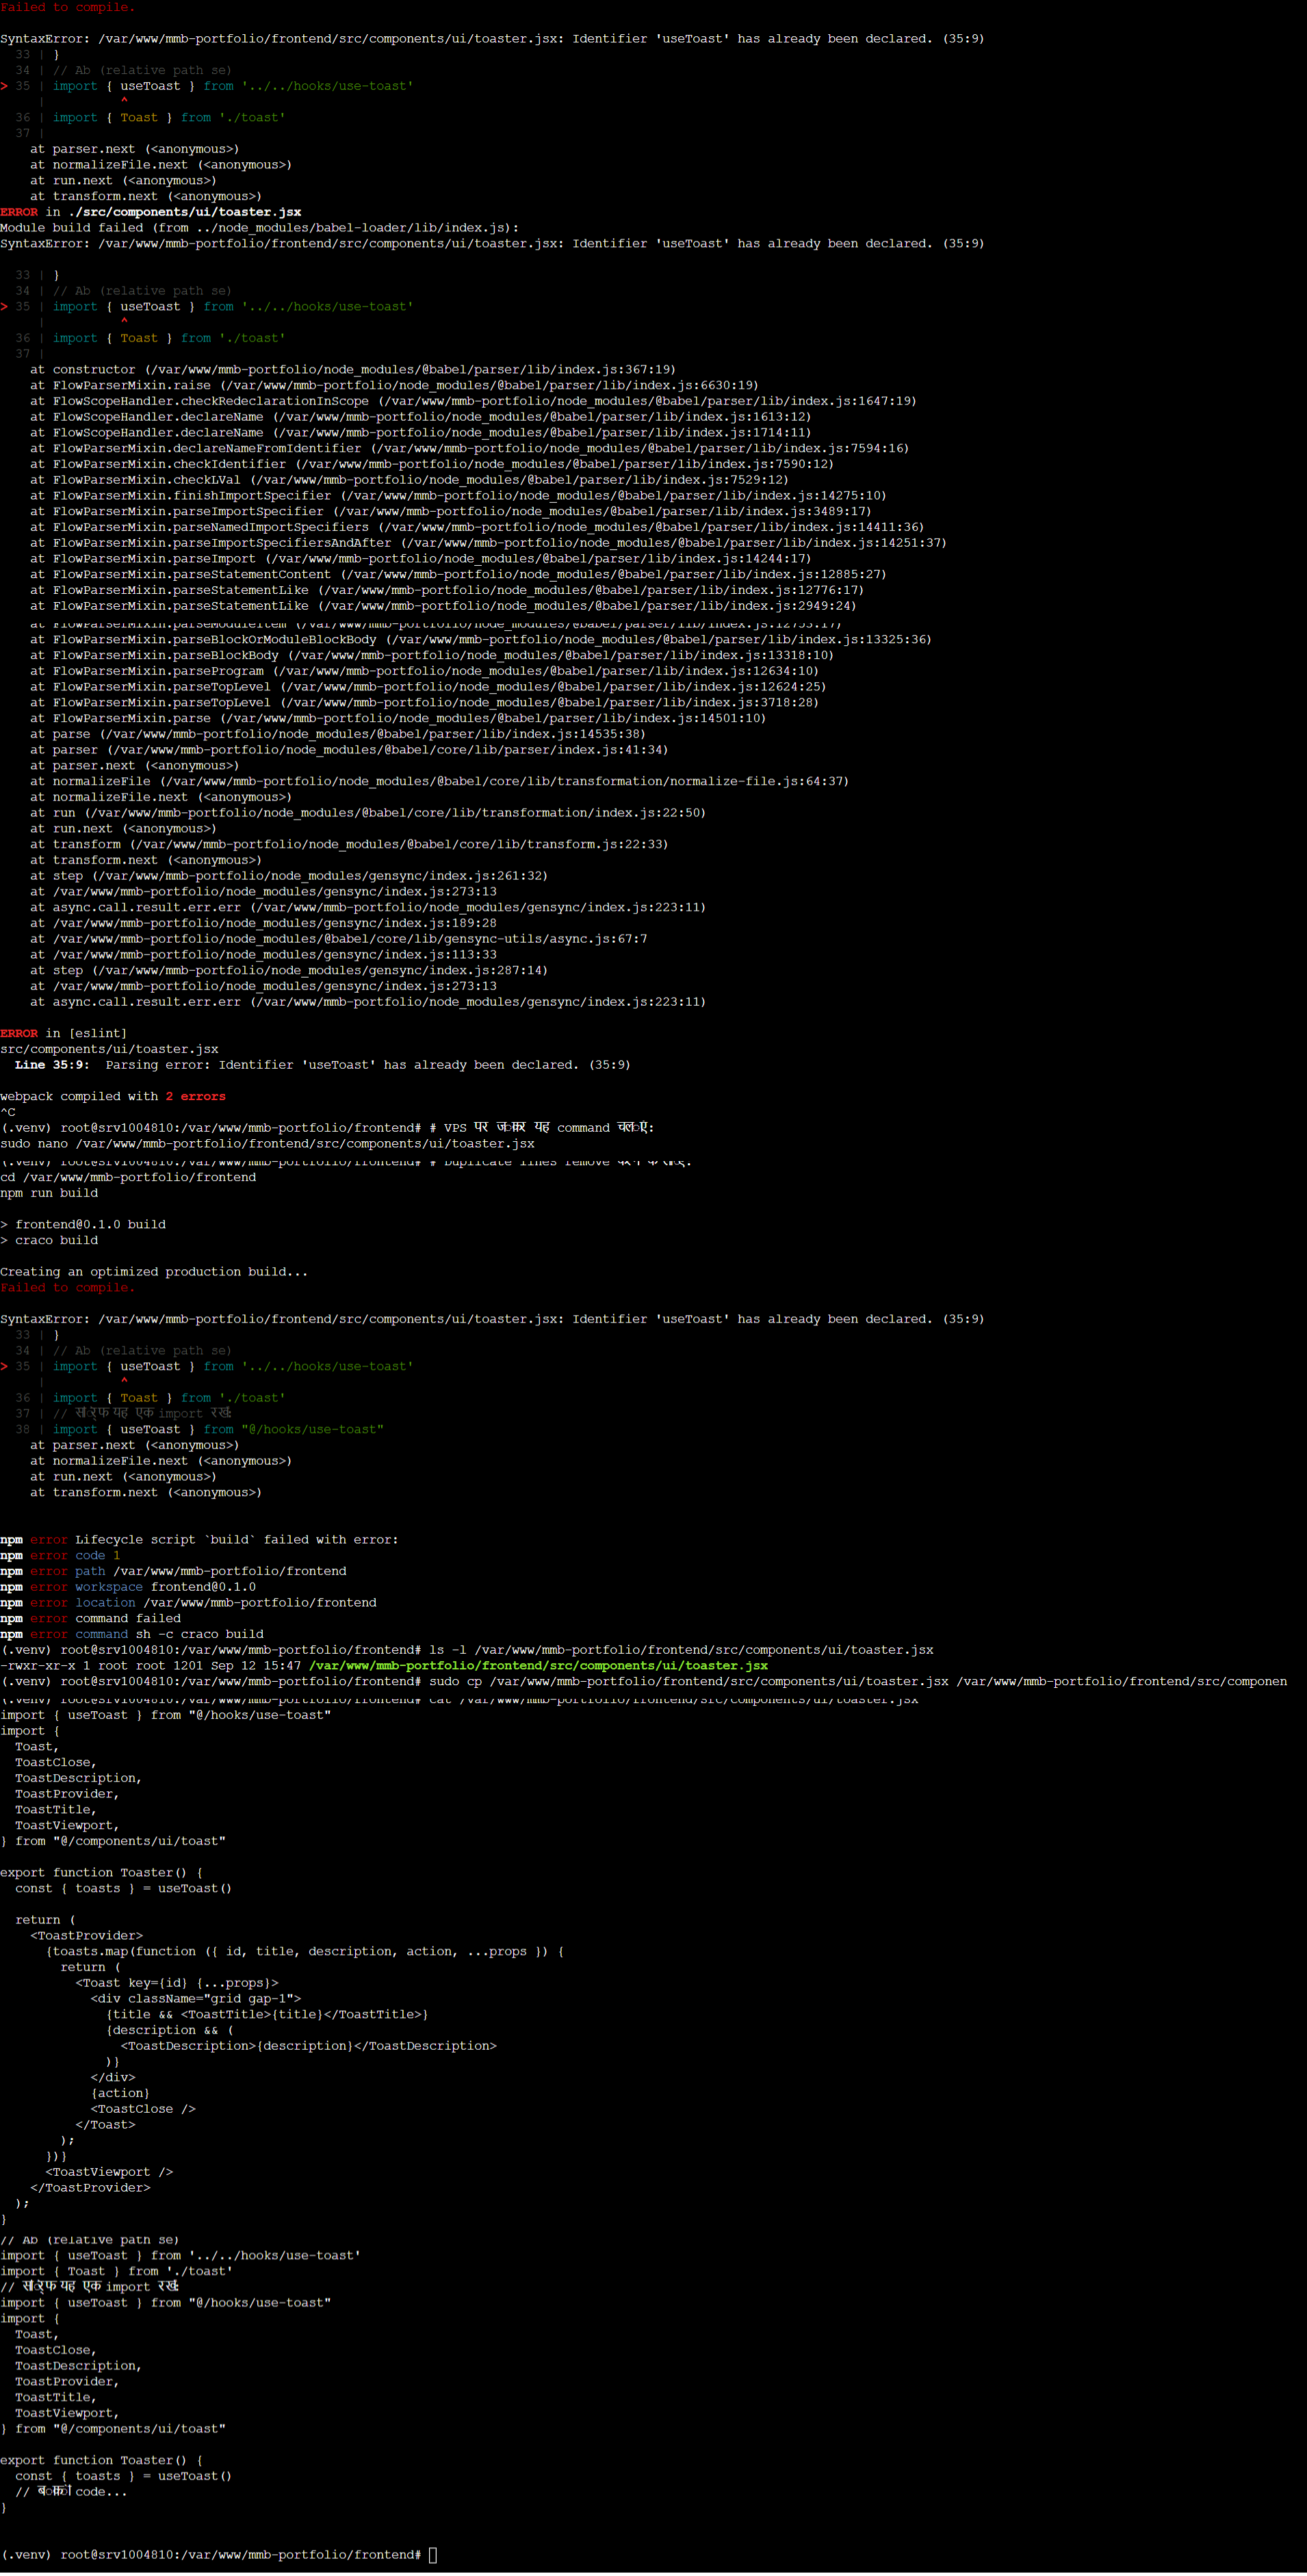 Failed to compile.
SyntaxError: /var/www/mmb-portfolio/frontend/src/components/ui/toaster.jsx: Identifier 'useToast' has already been declared. (35:9)
  33 | }
  34 | // Ab (relative path se)
> 35 | import { useToast } from '../../hooks/use-toast'
     |          ^
  36 | import { Toast } from './toast'
  37 |
    at parser.next (<anonymous>)
    at normalizeFile.next (<anonymous>)
    at run.next (<anonymous>)
    at transform.next (<anonymous>)
ERROR in ./src/components/ui/toaster.jsx
Module build failed (from ../node_modules/babel-loader/lib/index.js):
SyntaxError: /var/www/mmb-portfolio/frontend/src/components/ui/toaster.jsx: Identifier 'useToast' has already been declared. (35:9)
  33 | }
  34 | // Ab (relative path se)
> 35 | import { useToast } from '../../hooks/use-toast'
     |          ^
  36 | import { Toast } from './toast'
  37 |
    at constructor (/var/www/mmb-portfolio/node_modules/@babel/parser/lib/index.js:367:19)
    at FlowParserMixin.raise (/var/www/mmb-portfolio/node_modules/@babel/parser/lib/index.js:6630:19)
    at FlowScopeHandler.checkRedeclarationInScope (/var/www/mmb-portfolio/node_modules/@babel/parser/lib/index.js:1647:19)
    at FlowScopeHandler.declareName (/var/www/mmb-portfolio/node_modules/@babel/parser/lib/index.js:1613:12)
    at FlowScopeHandler.declareName (/var/www/mmb-portfolio/node_modules/@babel/parser/lib/index.js:1714:11)
    at FlowParserMixin.declareNameFromIdentifier (/var/www/mmb-portfolio/node_modules/@babel/parser/lib/index.js:7594:16)
    at FlowParserMixin.checkIdentifier (/var/www/mmb-portfolio/node_modules/@babel/parser/lib/index.js:7590:12)
    at FlowParserMixin.checkLVal (/var/www/mmb-portfolio/node_modules/@babel/parser/lib/index.js:7529:12)
    at FlowParserMixin.finishImportSpecifier (/var/www/mmb-portfolio/node_modules/@babel/parser/lib/index.js:14275:10)
    at FlowParserMixin.parseImportSpecifier (/var/www/mmb-portfolio/node_modules/@babel/parser/lib/index.js:3489:17)
    at FlowParserMixin.parseNamedImportSpecifiers (/var/www/mmb-portfolio/node_modules/@babel/parser/lib/index.js:14411:36)
    at FlowParserMixin.parseImportSpecifiersAndAfter (/var/www/mmb-portfolio/node_modules/@babel/parser/lib/index.js:14251:37)
    at FlowParserMixin.parseImport (/var/www/mmb-portfolio/node_modules/@babel/parser/lib/index.js:14244:17)
    at FlowParserMixin.parseStatementContent (/var/www/mmb-portfolio/node_modules/@babel/parser/lib/index.js:12885:27)
    at FlowParserMixin.parseStatementLike (/var/www/mmb-portfolio/node_modules/@babel/parser/lib/index.js:12776:17)
    at FlowParserMixin.parseStatementLike (/var/www/mmb-portfolio/node_modules/@babel/parser/lib/index.js:2949:24)
    at FlowParserMixin.parseModuleItem (/var/www/mmb-portfolio/node_modules/@babel/parser/lib/index.js:12753:17)
    at FlowParserMixin.parseBlockOrModuleBlockBody (/var/www/mmb-portfolio/node_modules/@babel/parser/lib/index.js:13325:36)
    at FlowParserMixin.parseBlockBody (/var/www/mmb-portfolio/node_modules/@babel/parser/lib/index.js:13318:10)
    at FlowParserMixin.parseProgram (/var/www/mmb-portfolio/node_modules/@babel/parser/lib/index.js:12634:10)
    at FlowParserMixin.parseTopLevel (/var/www/mmb-portfolio/node_modules/@babel/parser/lib/index.js:12624:25)
    at FlowParserMixin.parseTopLevel (/var/www/mmb-portfolio/node_modules/@babel/parser/lib/index.js:3718:28)
    at FlowParserMixin.parse (/var/www/mmb-portfolio/node_modules/@babel/parser/lib/index.js:14501:10)
    at parse (/var/www/mmb-portfolio/node_modules/@babel/parser/lib/index.js:14535:38)
    at parser (/var/www/mmb-portfolio/node_modules/@babel/core/lib/parser/index.js:41:34)
    at parser.next (<anonymous>)
    at normalizeFile (/var/www/mmb-portfolio/node_modules/@babel/core/lib/transformation/normalize-file.js:64:37)
    at normalizeFile.next (<anonymous>)
    at run (/var/www/mmb-portfolio/node_modules/@babel/core/lib/transformation/index.js:22:50)
    at run.next (<anonymous>)
    at transform (/var/www/mmb-portfolio/node_modules/@babel/core/lib/transform.js:22:33)
    at transform.next (<anonymous>)
    at step (/var/www/mmb-portfolio/node_modules/gensync/index.js:261:32)
    at /var/www/mmb-portfolio/node_modules/gensync/index.js:273:13
    at async.call.result.err.err (/var/www/mmb-portfolio/node_modules/gensync/index.js:223:11)
    at /var/www/mmb-portfolio/node_modules/gensync/index.js:189:28
    at /var/www/mmb-portfolio/node_modules/@babel/core/lib/gensync-utils/async.js:67:7
    at /var/www/mmb-portfolio/node_modules/gensync/index.js:113:33
    at step (/var/www/mmb-portfolio/node_modules/gensync/index.js:287:14)
    at /var/www/mmb-portfolio/node_modules/gensync/index.js:273:13
    at async.call.result.err.err (/var/www/mmb-portfolio/node_modules/gensync/index.js:223:11)
ERROR in [eslint]
src/components/ui/toaster.jsx
  Line 35:9:  Parsing error: Identifier 'useToast' has already been declared. (35:9)
webpack compiled with 2 errors
^C
(.venv) root@srv1004810:/var/www/mmb-portfolio/frontend# # VPS पर जाकर यह command चलाएं:
sudo nano /var/www/mmb-portfolio/frontend/src/components/ui/toaster.jsx
(.venv) root@srv1004810:/var/www/mmb-portfolio/frontend# # Duplicate lines remove
cd /var/www/mmb-portfolio/frontend
npm run build
> frontend@0.1.0 build
> craco build
Creating an optimized production build...
Failed to compile.
SyntaxError: /var/www/mmb-portfolio/frontend/src/components/ui/toaster.jsx: Identifier 'useToast' has already been declared. (35:9)
  33 | }
  34 | // Ab (relative path se)
> 35 | import { useToast } from '../../hooks/use-toast'
     |          ^
  36 | import { Toast } from './toast'
  37 | // सिर्फ यह एक import रखें:
  38 | import { useToast } from "@/hooks/use-toast"
    at parser.next (<anonymous>)
    at normalizeFile.next (<anonymous>)
    at run.next (<anonymous>)
    at transform.next (<anonymous>)
npm error Lifecycle script `build` failed with error:
npm error code 1
npm error path /var/www/mmb-portfolio/frontend
npm error workspace frontend@0.1.0
npm error location /var/www/mmb-portfolio/frontend
npm error command failed
npm error command sh -c craco build
(.venv) root@srv1004810:/var/www/mmb-portfolio/frontend# ls -l /var/www/mmb-portfolio/frontend/src/components/ui/toaster.jsx
-rwxr-xr-x 1 root root 1201 Sep 12 15:47 /var/www/mmb-portfolio/frontend/src/components/ui/toaster.jsx
(.venv) root@srv1004810:/var/www/mmb-portfolio/frontend# sudo cp /var/www/mmb-portfolio/frontend/src/components/ui/toaster.jsx /var/www/mmb-portfolio/frontend/src/componen
(.venv) root@srv1004810:/var/www/mmb-portfolio/frontend# cat /var/www/mmb-portfolio/frontend/src/components/ui/toaster.jsx
import { useToast } from "@/hooks/use-toast"
import {
  Toast,
  ToastClose,
  ToastDescription,
  ToastProvider,
  ToastTitle,
  ToastViewport,
} from "@/components/ui/toast"
export function Toaster() {
  const { toasts } = useToast()
  return (
    <ToastProvider>
      {toasts.map(function ({ id, title, description, action, ...props }) {
        return (
          <Toast key={id} {...props}>
            <div className="grid gap-1">
              {title && <ToastTitle>{title}</ToastTitle>}
              {description && (
                <ToastDescription>{description}</ToastDescription>
              )}
            </div>
            {action}
            <ToastClose />
          </Toast>
        );
      })}
      <ToastViewport />
    </ToastProvider>
  );
}
// Ab (relative path se)
import { useToast } from '../../hooks/use-toast'
import { Toast } from './toast'
// सिर्फ यह एक import रखें:
import { useToast } from "@/hooks/use-toast"
import {
  Toast,
  ToastClose,
  ToastDescription,
  ToastProvider,
  ToastTitle,
  ToastViewport,
} from "@/components/ui/toast"
export function Toaster() {
  const { toasts } = useToast()
  // बाकी code...
}
(.venv) root@srv1004810:/var/www/mmb-portfolio/frontend#